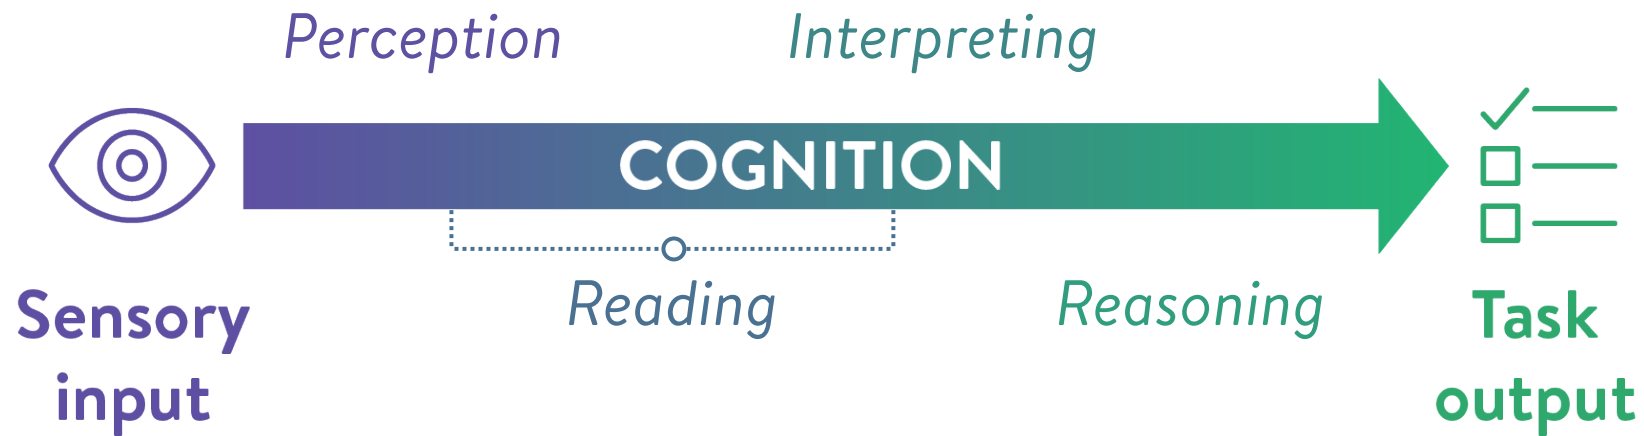 Perception
Interpreting
COGNITION
Reading
Reasoning
Sensory
input
Task
output